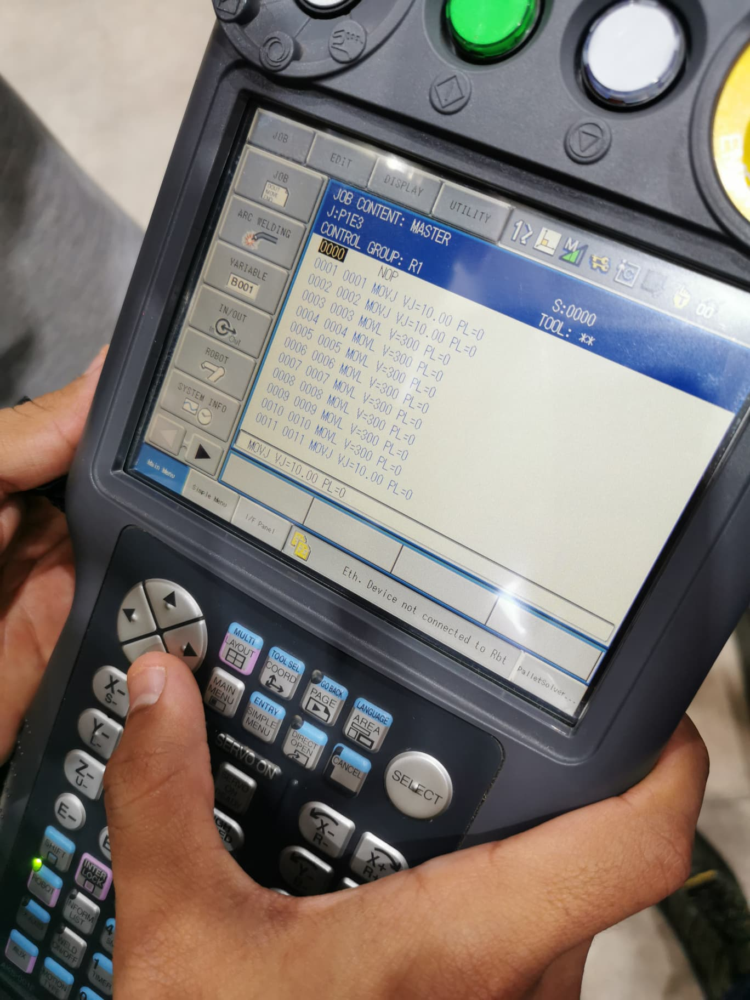 JOB
EDIT
DISPLAY
UTILITY
JOB
ARC WELDING
VARIABLE
B001
IN/OUT
In
Out
ROBOT
SYSTEM INFO
JOB CONTENT: MASTER
J:P1E3
S:0000
CONTROL GROUP: R1
TOOL: **
0000 NOP
0001 0001 MOVJ VJ=10.00 PL=0
0002 0002 MOVJ VJ=10.00 PL=0
0003 0003 MOVL V=300 PL=0
0004 0004 MOVL V=300 PL=0
0005 0005 MOVL V=300 PL=0
0006 0006 MOVL V=300 PL=0
0007 0007 MOVL V=300 PL=0
0008 0008 MOVL V=300 PL=0
0009 0009 MOVL V=300 PL=0
0010 0010 MOVL V=300 PL=0
0011 0011 MOVJ VJ=10.00 PL=0
MOVJ VJ=10.00 PL=0
Main Menu
Simple Menu
I/F Panel
Eth. Device not connected to Rbt
PalletSolver...
MULTI
LAYOUT
TOOL SEL
COORD
GO BACK
PAGE
LANGUAGE
AREA
MAIN
MENU
ENTRY
SIMPLE
MENU
DIRECT
OPEN
CANCEL
SELECT
SERVO ON
SERVO
ON
READY
X-
S-
Y-
L-
Z-
U-
E-
X-
R-
X+
R+
Y-
SHIFT
INTER
LOCK
ROBOT
INFORM
LIST
WELD
ON/OFF
AUX
MOTION
TYPE
1
TIMER